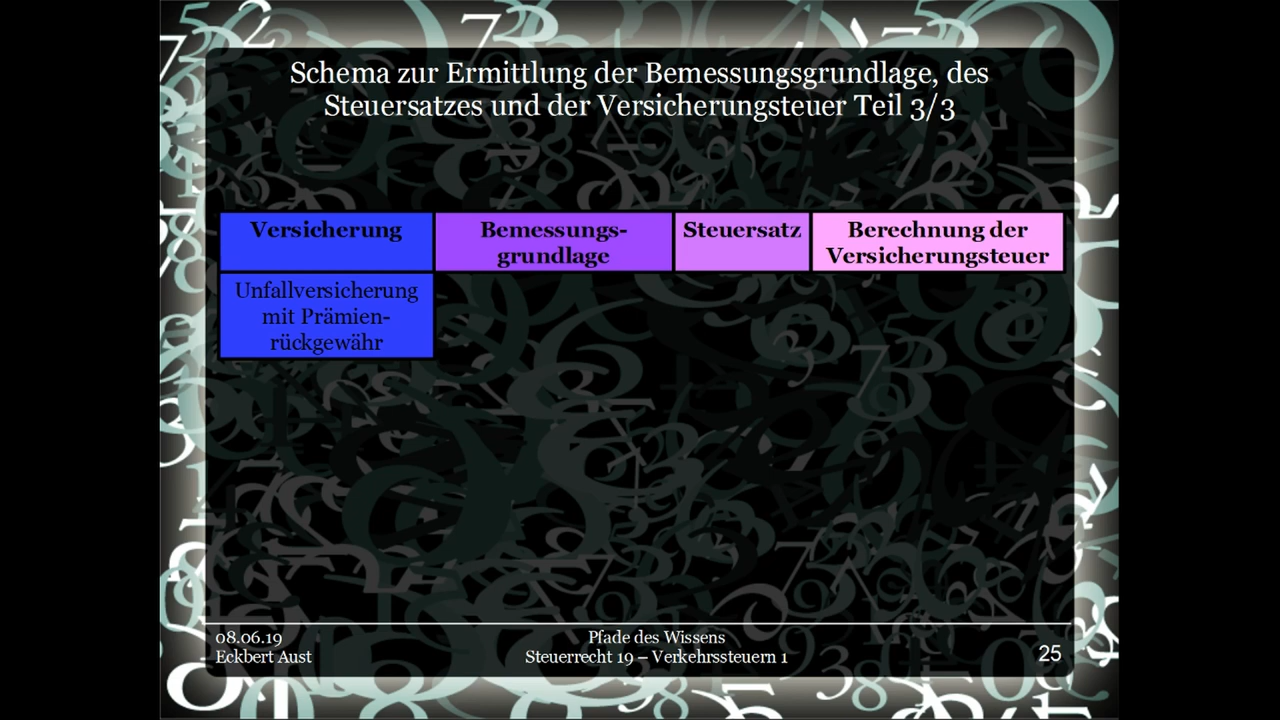 Schema zur Ermittlung der Bemessungsgrundlage, des
Steuersatzes und der Versicherungsteuer Teil 3/3
Versicherung
Bemessungs-
grundlage
Steuersatz
Berechnung der
Versicherungsteuer
Unfallversicherung
mit Prämien-
rückgewähr
08.06.19
Eckbert Aust
Pfade des Wissens
Steuerrecht 19 – Verkehrssteuern 1
25